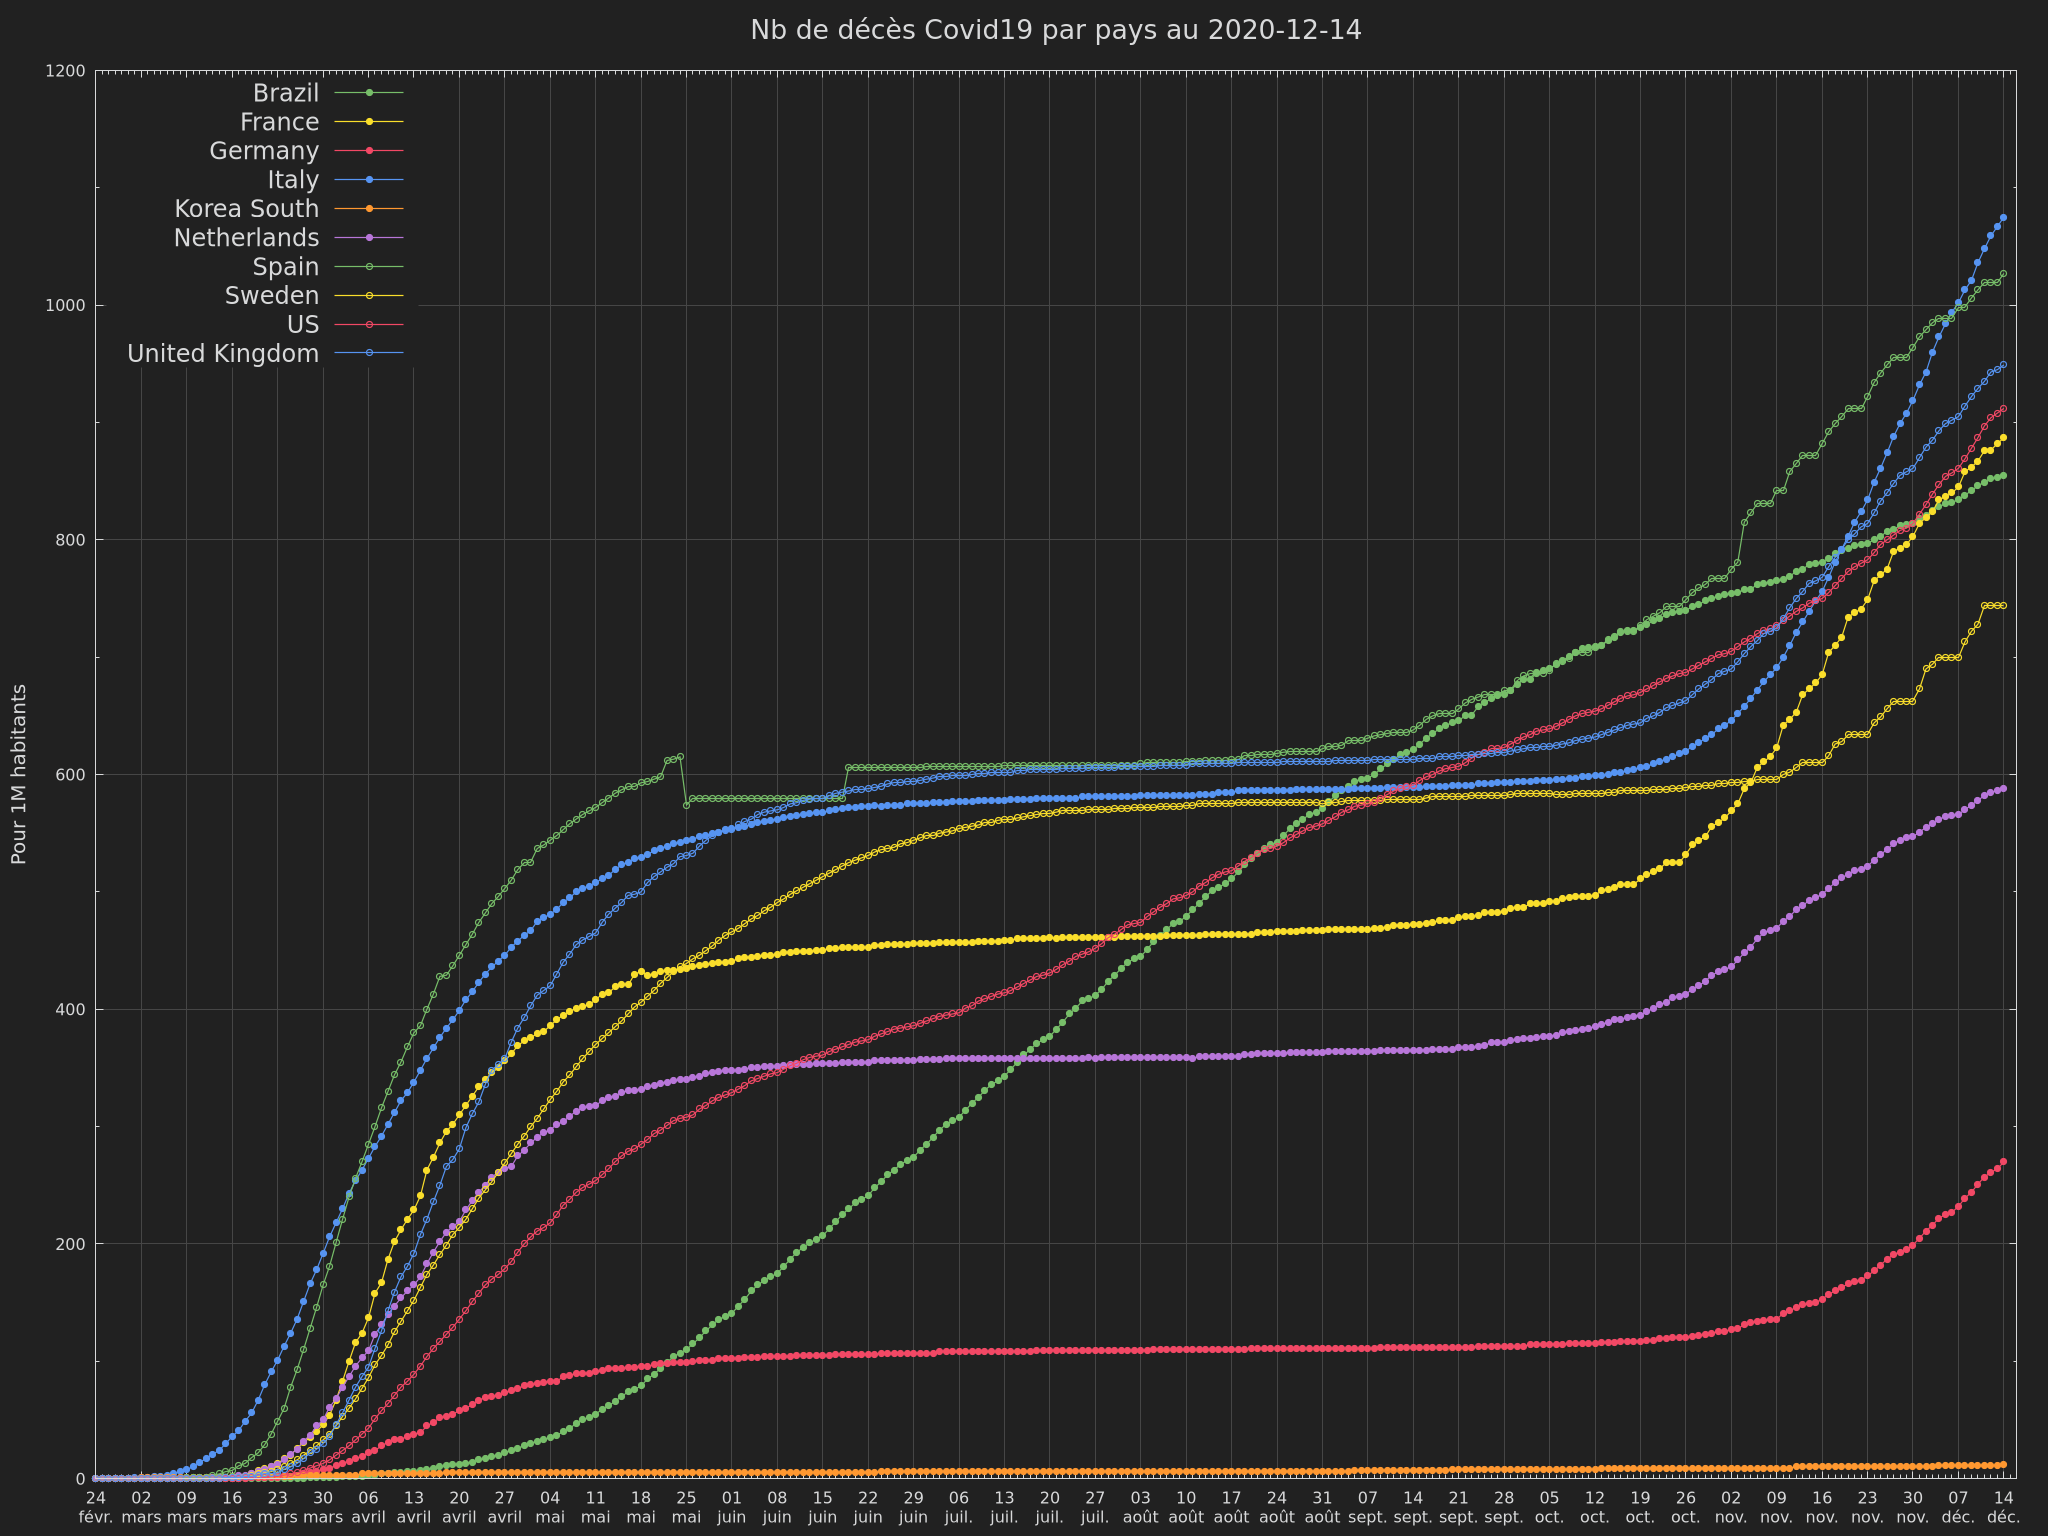 Nb de décès Covid19 par pays au 2020-12-14
1200
1000
800
600
400
200
0
Pour 1M habitants
Brazil
France
Germany
Italy
Korea South
Netherlands
Spain
Sweden
US
United Kingdom
24 02 09 16 23 30 06 13 20 27 04 11 18 25 01 08 15 22 29 06 13 20 27 03 10 17 24 31 07 14 21 28 05 12 19 26 02 09 16 23 30 07 14
févr. mars mars mars mars mars avril avril avril avril mai mai mai mai juin juin juin juin juin juil. juil. juil. juil. août août août août août sept. sept. sept. sept. oct. oct. oct. oct. nov. nov. nov. nov. nov. déc. déc.